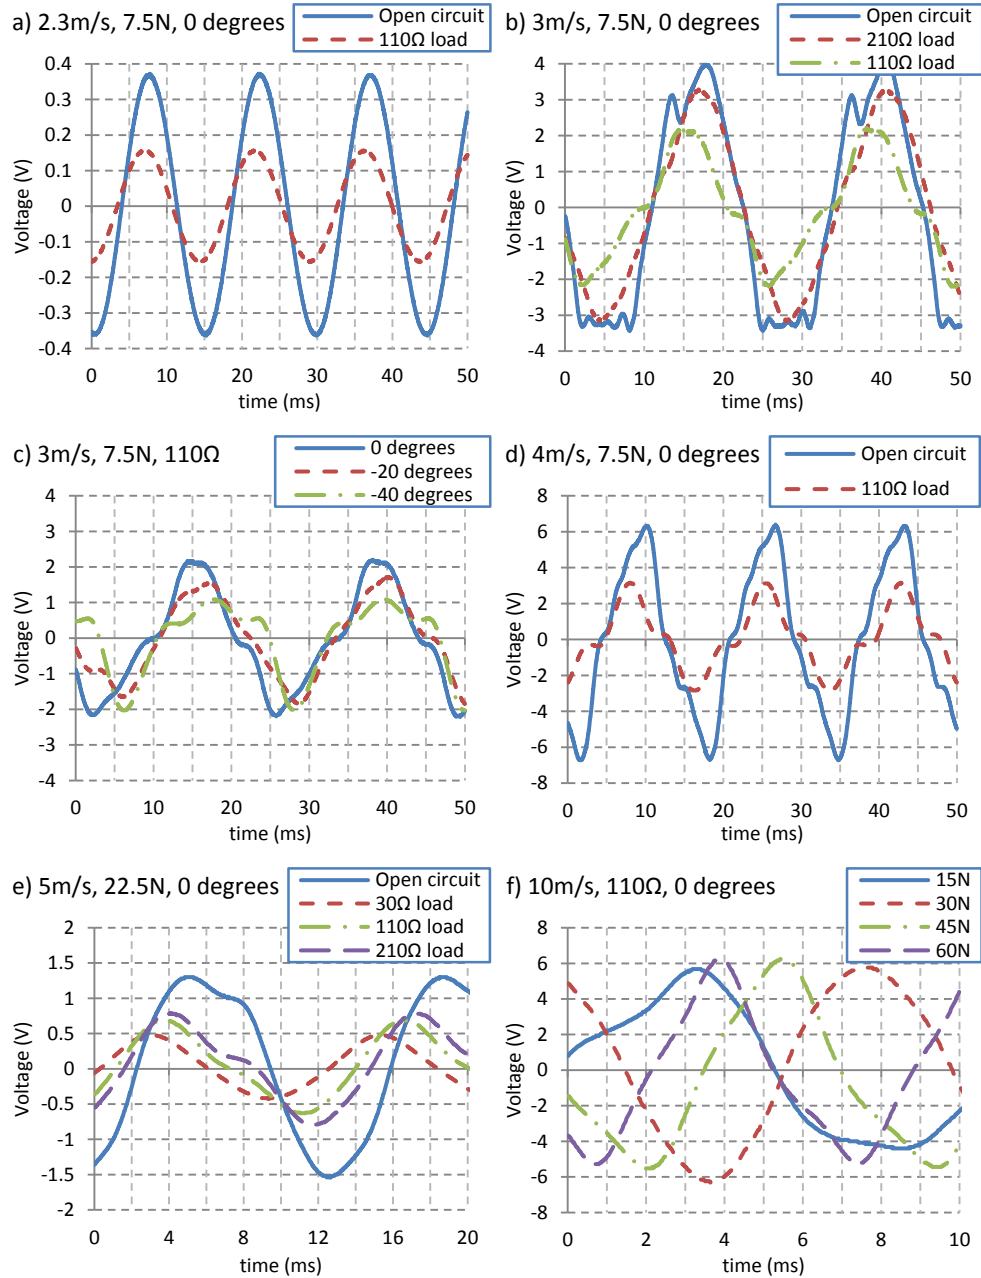 a) 2.3m/s, 7.5N, 0 degrees
Open circuit
110Ω load
Voltage (V)
0.4
0.3
0.2
0.1
0
-0.1
-0.2
-0.3
-0.4
0 10 20 30 40 50
time (ms)
b) 3m/s, 7.5N, 0 degrees
Open circuit
210Ω load
110Ω load
Voltage (V)
4
3
2
1
0
-1
-2
-3
-4
0 10 20 30 40 50
time (ms)
c) 3m/s, 7.5N, 110Ω
0 degrees
-20 degrees
-40 degrees
Voltage (V)
4
3
2
1
0
-1
-2
-3
-4
0 10 20 30 40 50
time (ms)
d) 4m/s, 7.5N, 0 degrees
Open circuit
110Ω load
Voltage (V)
8
6
4
2
0
-2
-4
-6
-8
0 10 20 30 40 50
time (ms)
e) 5m/s, 22.5N, 0 degrees
Open circuit
30Ω load
110Ω load
210Ω load
Voltage (V)
2
1.5
1
0.5
0
-0.5
-1
-1.5
-2
0 4 8 12 16 20
time (ms)
f) 10m/s, 110Ω, 0 degrees
15N
30N
45N
60N
Voltage (V)
8
6
4
2
0
-2
-4
-6
-8
0 2 4 6 8 10
time (ms)